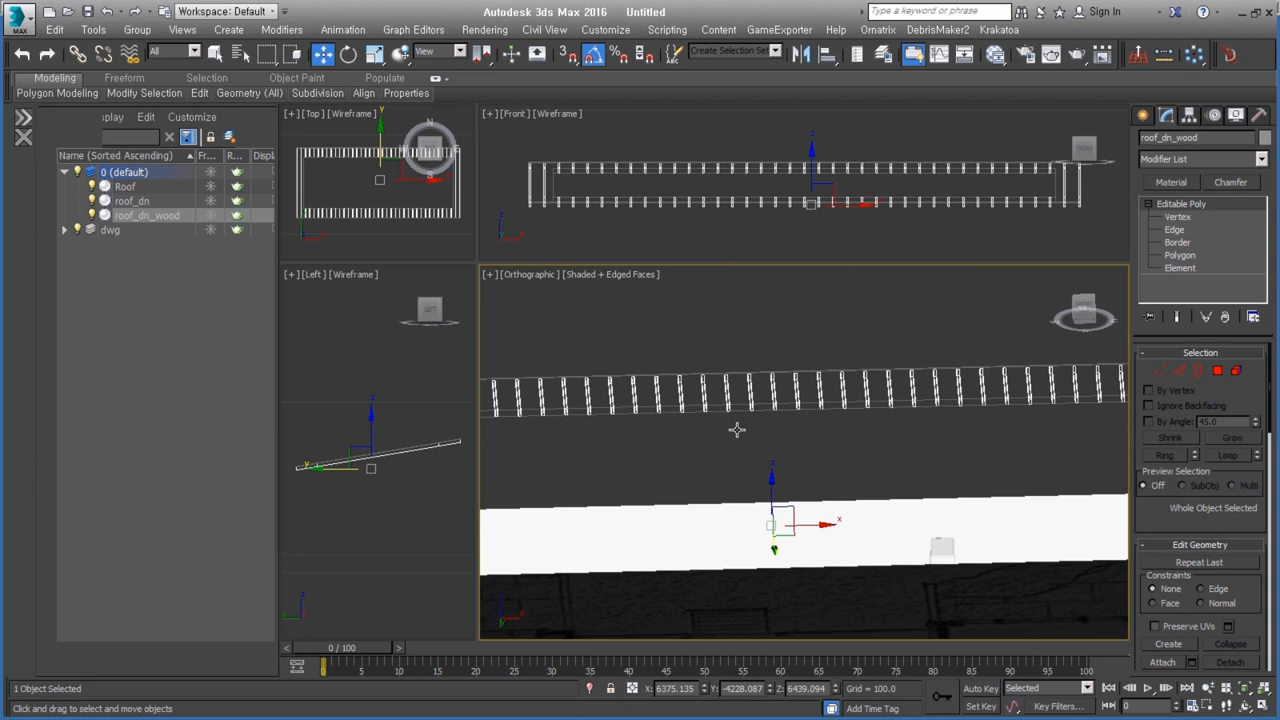 Workspace: Default
Autodesk 3ds Max 2016 Untitled
Type a keyword or phrase
Sign In
MAX
Edit Tools Group Views Create Modifiers Animation Graph Editors Rendering Civil View Customize Scripting Content GameExporter Help Ornatrix DebrisMaker2 Krakatoa
All
View
Create Selection Set
Modeling Freeform Selection Object Paint Populate
Polygon Modeling Modify Selection Edit Geometry (All) Subdivision Align Properties
play Edit Customize
Name (Sorted Ascending) Fr... R... Displ
0 (default)
Roof
roof_dn
roof_dn_wood
dwg
[+] [Top] [Wireframe]
[+] [Front] [Wireframe]
[+] [Left] [Wireframe]
[+] [Orthographic] [Shaded + Edged Faces]
roof_dn_wood
Modifier List
Material Chamfer
Editable Poly
Vertex
Edge
Border
Polygon
Element
Selection
By Vertex
Ignore Backfacing
By Angle: 45.0
Shrink Grow
Ring Loop
Preview Selection
Off SubObj Multi
Whole Object Selected
Edit Geometry
Repeat Last
Constraints
None Edge
Face Normal
Preserve UVs
Create Collapse
Attach Detach
0 / 100
0 5 10 15 20 25 30 35 40 45 50 55 60 65 70 75 80 85 90 95 100
1 Object Selected
X: 6375.135 Y: -4228.087 Z: 6439.094 Grid = 100.0
Auto Key Selected
Click and drag to select and move objects
Add Time Tag
Set Key Key Filters... 0